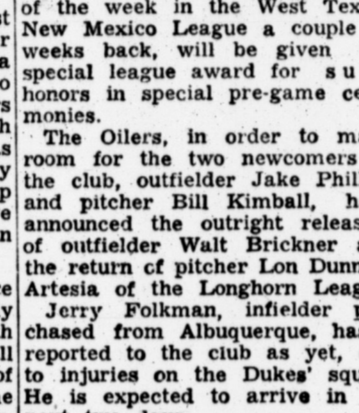 of the week in the West Tex
New Mexico League a couple
weeks back, will be given
special league award for su
honors in special pre-game ce
monies.
The Oilers, in order to m
room for the two newcomers
the club, outfielder Jake Phil
and pitcher Bill Kimball, h
announced the outright releas
of outfielder Walt Brickner
the return of pitcher Lon Dunn
Artesia of the Longhorn Leag
Jerry Folkman, infielder p
chased from Albuquerque, ha
reported to the club as yet,
to injuries on the Dukes' squ
He is expected to arrive in